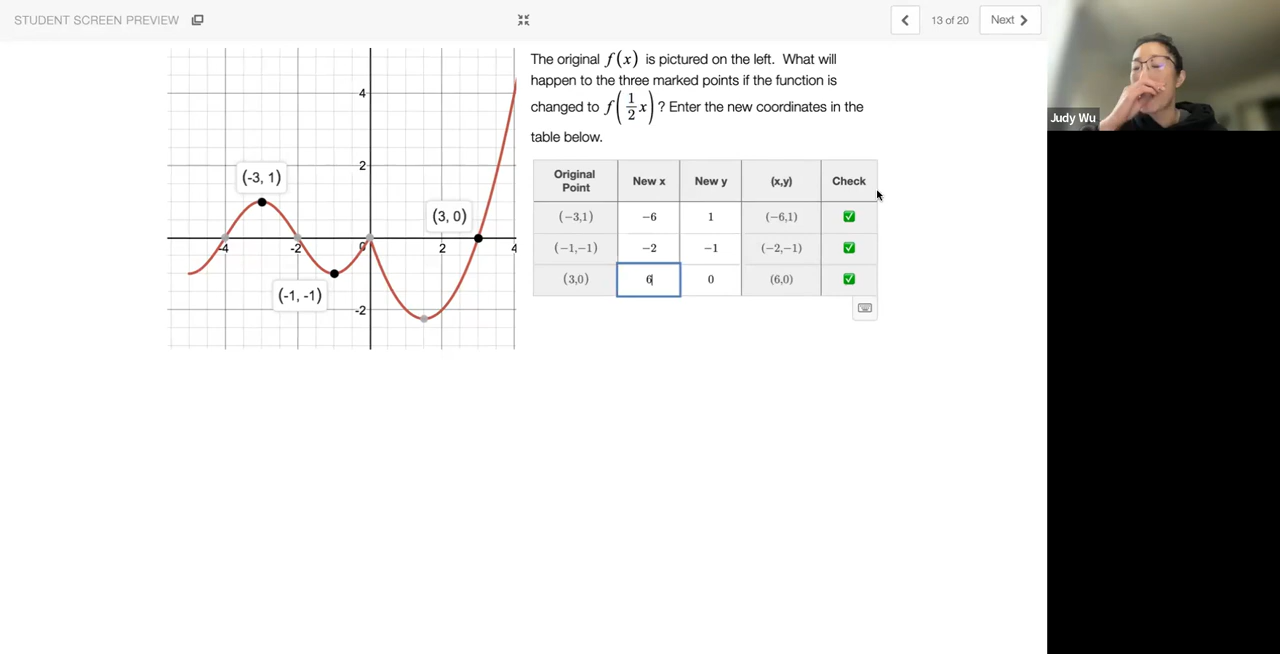 STUDENT SCREEN PREVIEW
13 of 20
Next
Judy Wu
4
2
(-3, 1)
(3, 0)
-4
-2
0
2
4
(-1, -1)
-2
The original f(x) is pictured on the left. What will
happen to the three marked points if the function is
changed to f(1/2 x)? Enter the new coordinates in the
table below.
Original Point New x New y (x,y) Check
(−3,1) −6 1 (−6,1)
(−1,−1) −2 −1 (−2,−1)
(3,0) 6 0 (6,0)